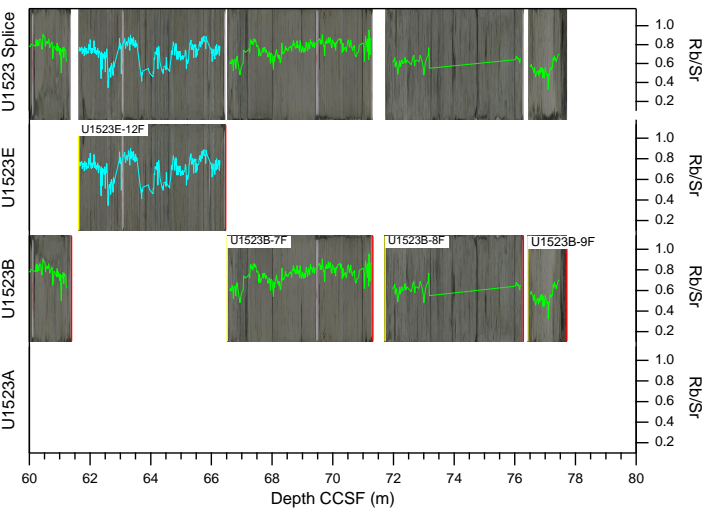 U1523 Splice
1.0
0.8
0.6
0.4
0.2
Rb/Sr
U1523E
U1523E-12F
1.0
0.8
0.6
0.4
0.2
Rb/Sr
U1523B
U1523B-7F
U1523B-8F
U1523B-9F
1.0
0.8
0.6
0.4
0.2
Rb/Sr
U1523A
1.0
0.8
0.6
0.4
0.2
Rb/Sr
60 62 64 66 68 70 72 74 76 78 80
Depth CCSF (m)